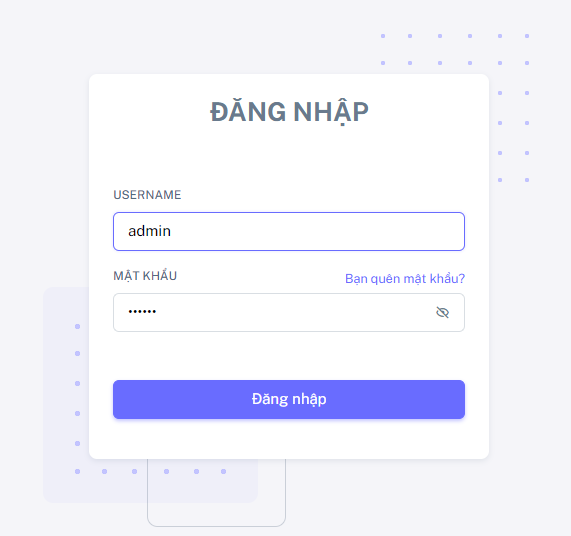 ĐĂNG NHẬP
USERNAME
admin
MẬT KHẨU
Bạn quên mật khẩu?
••••••
Đăng nhập